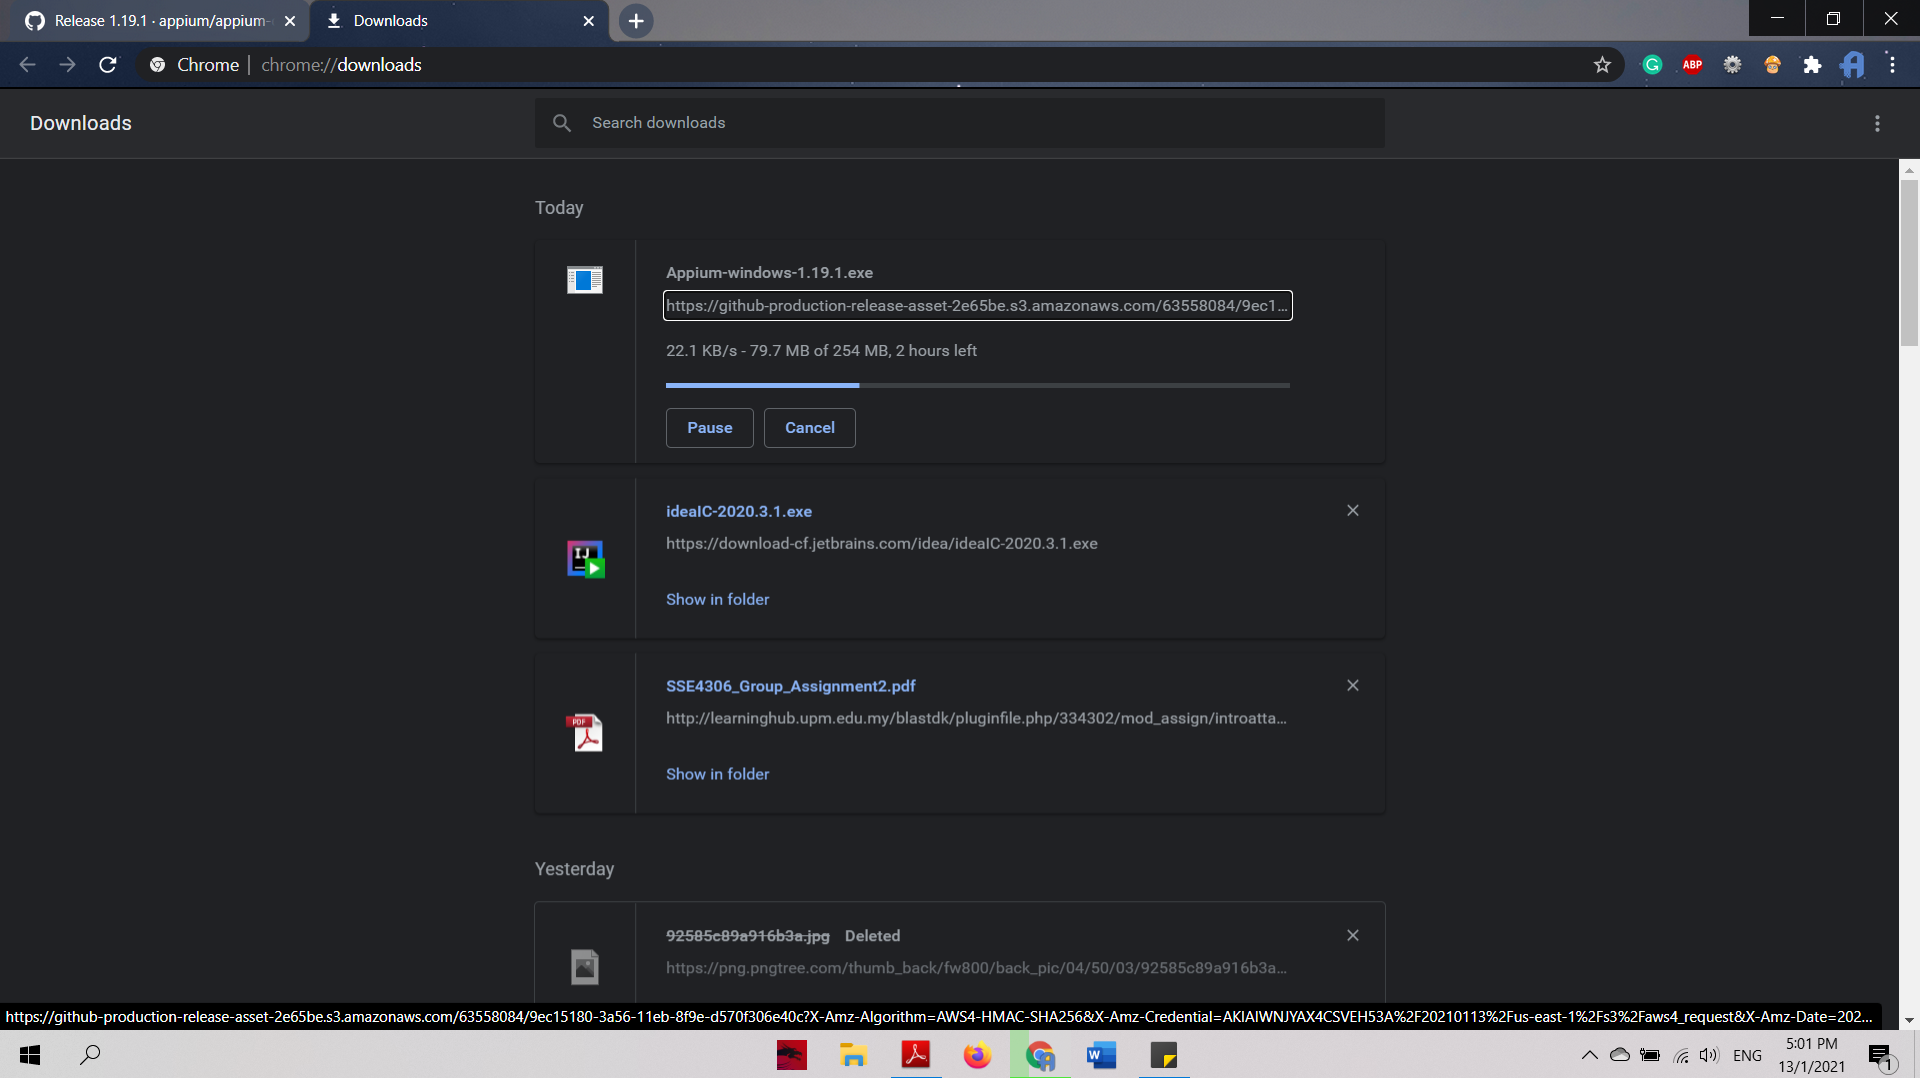 Release 1.19.1 · appium/appium-
Downloads
Chrome | chrome://downloads
ABP
Downloads
Search downloads
Today
Appium-windows-1.19.1.exe
https://github-production-release-asset-2e65be.s3.amazonaws.com/63558084/9ec1...
22.1 KB/s - 79.7 MB of 254 MB, 2 hours left
Pause
Cancel
ideaIC-2020.3.1.exe
https://download-cf.jetbrains.com/idea/ideaIC-2020.3.1.exe
IJ
Show in folder
SSE4306_Group_Assignment2.pdf
http://learninghub.upm.edu.my/blastdk/pluginfile.php/334302/mod_assign/introatta...
PDF
Show in folder
Yesterday
92585c89a916b3a.jpg Deleted
https://png.pngtree.com/thumb_back/fw800/back_pic/04/50/03/92585c89a916b3a...
https://github-production-release-asset-2e65be.s3.amazonaws.com/63558084/9ec15180-3a56-11eb-8f9e-d570f306e40c?X-Amz-Algorithm=AWS4-HMAC-SHA256&X-Amz-Credential=AKIAIWNJYAX4CSVEH53A%2F20210113%2Fus-east-1%2Fs3%2Faws4_request&X-Amz-Date=202...
ENG
5:01 PM
13/1/2021
1